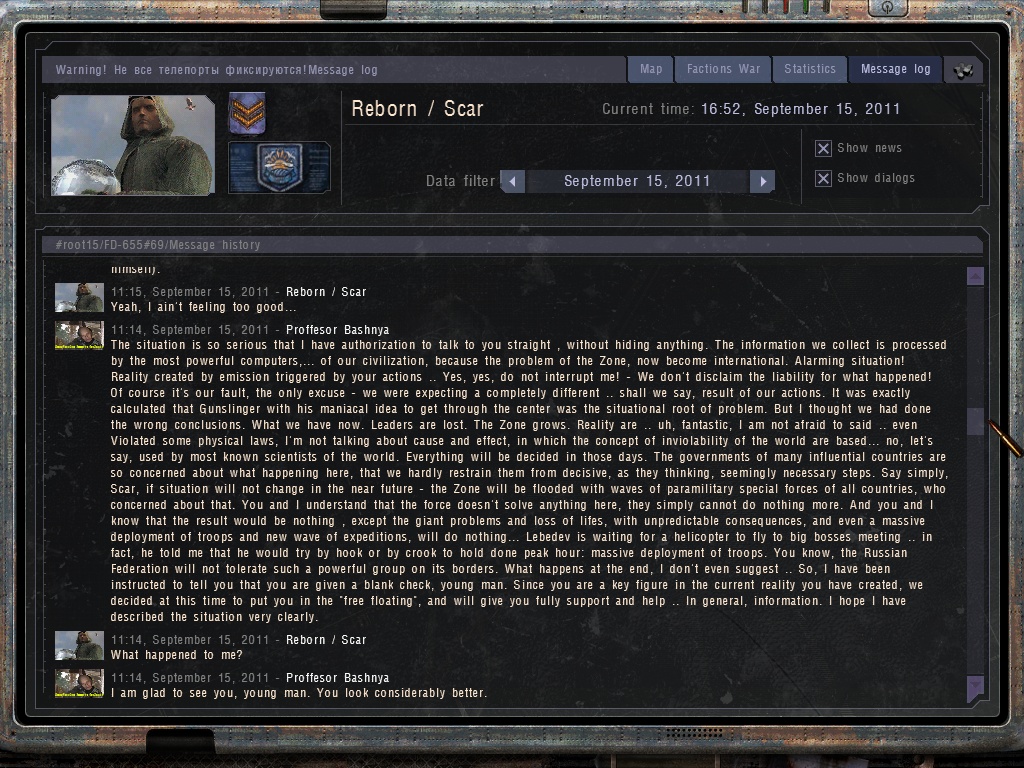 Warning! Не все телепорты фиксируются!Message log
Map
Factions War
Statistics
Message log
Reborn / Scar
Current time: 16:52, September 15, 2011
Data filter
September 15, 2011
Show news
Show dialogs
#root15/FD-655#69/Message history
himself).
11:15, September 15, 2011 - Reborn / Scar
Yeah, I ain't feeling too good...
11:14, September 15, 2011 - Proffesor Bashnya
The situation is so serious that I have authorization to talk to you straight , without hiding anything. The information we collect is processed
by the most powerful computers,... of our civilization, because the problem of the Zone, now become international. Alarming situation!
Reality created by emission triggered by your actions .. Yes, yes, do not interrupt me! - We don't disclaim the liability for what happened!
Of course it's our fault, the only excuse - we were expecting a completely different .. shall we say, result of our actions. It was exactly
calculated that Gunslinger with his maniacal idea to get through the center was the situational root of problem. But I thought we had done
the wrong conclusions. What we have now. Leaders are lost. The Zone grows. Reality are .. uh, fantastic, I am not afraid to said .. even
Violated some physical laws, I'm not talking about cause and effect, in which the concept of inviolability of the world are based... no, let's
say, used by most known scientists of the world. Everything will be decided in those days. The governments of many influential countries are
so concerned about what happening here, that we hardly restrain them from decisive, as they thinking, seemingly necessary steps. Say simply,
Scar, if situation will not change in the near future - the Zone will be flooded with waves of paramilitary special forces of all countries, who
concerned about that. You and I understand that the force doesn't solve anything here, they simply cannot do nothing more. And you and I
know that the result would be nothing , except the giant problems and loss of lifes, with unpredictable consequences, and even a massive
deployment of troops and new wave of expeditions, will do nothing... Lebedev is waiting for a helicopter to fly to big bosses meeting .. in
fact, he told me that he would try by hook or by crook to hold done peak hour: massive deployment of troops. You know, the Russian
Federation will not tolerate such a powerful group on its borders. What happens at the end, I don't even suggest .. So, I have been
instructed to tell you that you are given a blank check, young man. Since you are a key figure in the current reality you have created, we
decided at this time to put you in the "free floating", and will give you fully support and help .. In general, information. I hope I have
described the situation very clearly.
11:14, September 15, 2011 - Reborn / Scar
What happened to me?
11:14, September 15, 2011 - Proffesor Bashnya
I am glad to see you, young man. You look considerably better.